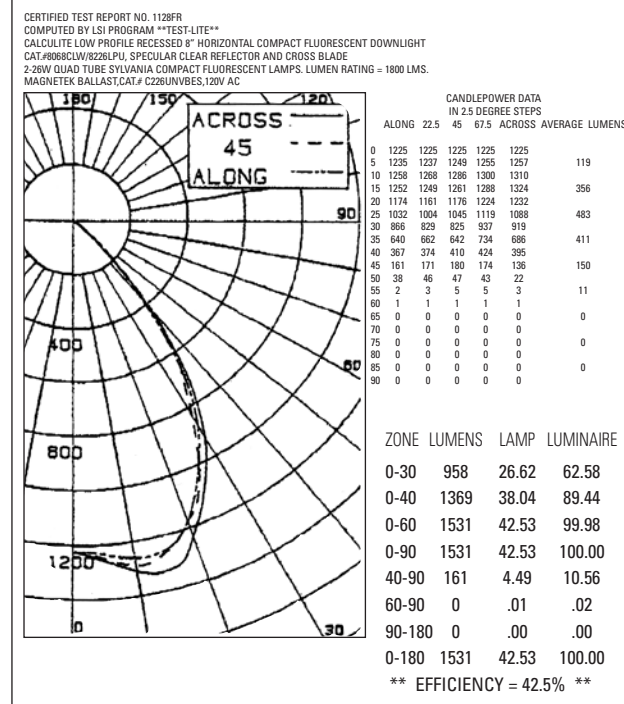 CERTIFIED TEST REPORT NO. 1128FR
COMPUTED BY LSI PROGRAM **TEST-LITE**
CALCULITE LOW PROFILE RECESSED 8" HORIZONTAL COMPACT FLUORESCENT DOWNLIGHT
CAT.#8068CLW/8226LPU, SPECULAR CLEAR REFLECTOR AND CROSS BLADE
2-26W QUAD TUBE SYLVANIA COMPACT FLUORESCENT LAMPS. LUMEN RATING = 1800 LMS.
MAGNETEK BALLAST,CAT.# C226UNVBES,120V AC
180 150 120
ACROSS
45
ALONG
90
400
60
800
1200
0 30
CANDLEPOWER DATA
IN 2.5 DEGREE STEPS
ALONG 22.5 45 67.5 ACROSS AVERAGE LUMENS
0 1225 1225 1225 1225 1225
5 1235 1237 1249 1255 1257 119
10 1258 1268 1286 1300 1310
15 1252 1249 1261 1288 1324 356
20 1174 1161 1176 1224 1232
25 1032 1004 1045 1119 1088 483
30 866 829 825 937 919
35 640 662 642 734 686 411
40 367 374 410 424 395
45 161 171 180 174 136 150
50 38 46 47 43 22
55 2 3 5 5 3 11
60 1 1 1 1 1
65 0 0 0 0 0 0
70 0 0 0 0 0
75 0 0 0 0 0 0
80 0 0 0 0 0
85 0 0 0 0 0 0
90 0 0 0 0 0
ZONE LUMENS LAMP LUMINAIRE
0-30 958 26.62 62.58
0-40 1369 38.04 89.44
0-60 1531 42.53 99.98
0-90 1531 42.53 100.00
40-90 161 4.49 10.56
60-90 0 .01 .02
90-180 0 .00 .00
0-180 1531 42.53 100.00
** EFFICIENCY = 42.5% **